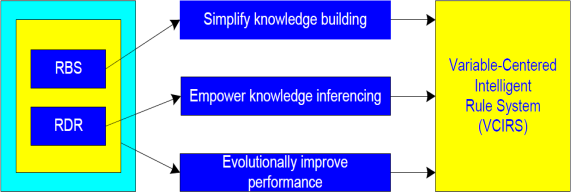 RBS
RDR
Simplify knowledge building
Empower knowledge inferencing
Evolutionally improve
performance
Variable-Centered
Intelligent
Rule System
(VCIRS)